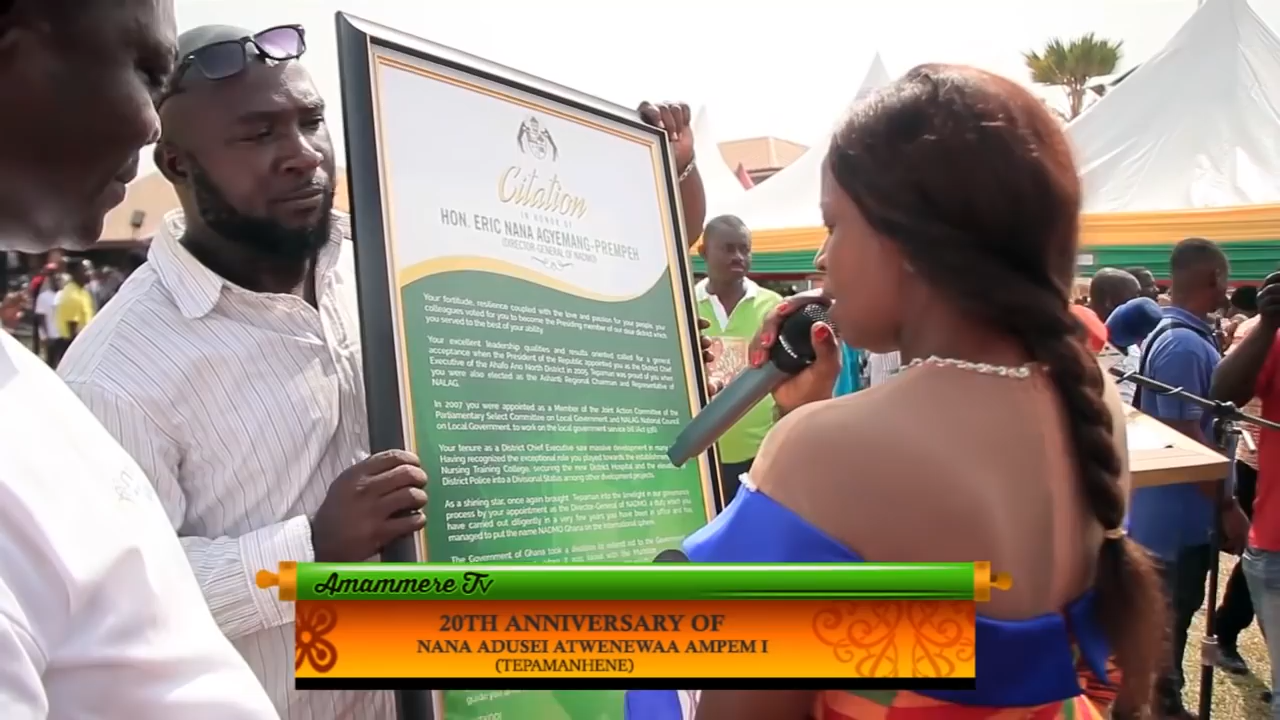 Citation
IN HONOR OF
HON. ERIC NANA AGYEMANG-PREMPEH
(DIRECTOR-GENERAL OF NADMO)
Your fortitude, resilience coupled with the love and passion for your people, your
colleagues voted for you to become the Presiding member of our dear district which
you served to the best of your ability.
Your excellent leadership qualities and results oriented called for a general
acceptance when the President of the Republic appointed you as the District Chief
Executive of the Ahafo Ano North District in 2005. Tepaman was proud of you when
you were also elected as the Ashanti Regional Chairman and Representative of
NALAG.
In 2007 you were appointed as a Member of the Joint Action Committee of the
Parliamentary Select Committee on Local Government and NALAG National Council
on Local Government, to work on the local government service bill (Act 936).
Your tenure as a District Chief Executive saw massive development in
Having recognized the exceptional role you played towards the establishment
Nursing Training College, securing the new District Hospital and the
District Police into a Divisional Status among other development projects.
As a shining star, once again brought Tepaman into the limelight in our governance
process by your appointment as the Director-General of NADMO, a duty which you
have carried out diligently in a very few years you have been in office and has
managed to put the name NADMO Ghana on the international sphere.
The Government of Ghana took a decision to
Amammere Tv
20TH ANNIVERSARY OF
NANA ADUSEI ATWENEWAA AMPEM I
(TEPAMANHENE)